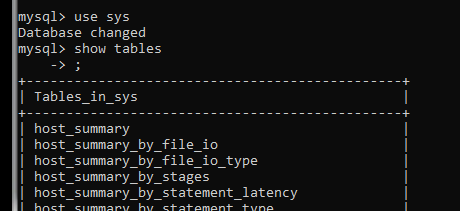 mysql> use sys
Database changed
mysql> show tables
    -> ;
+-----------------------------------------------+
| Tables_in_sys                                 |
+-----------------------------------------------+
| host_summary                                  |
| host_summary_by_file_io                       |
| host_summary_by_file_io_type                  |
| host_summary_by_stages                        |
| host_summary_by_statement_latency             |
| host_summary_by_statement_type                |